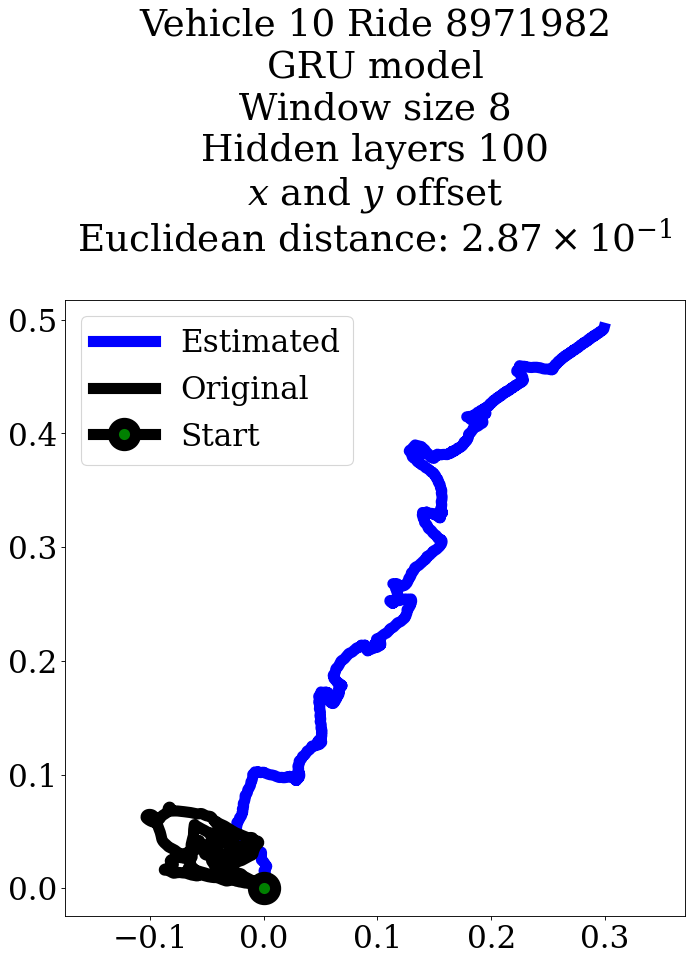 Vehicle 10 Ride 8971982
GRU model
Window size 8
Hidden layers 100
x and y offset
Euclidean distance: 2.87 × 10⁻¹
Estimated
Original
Start
0.5
0.4
0.3
0.2
0.1
0.0
−0.1 0.0 0.1 0.2 0.3